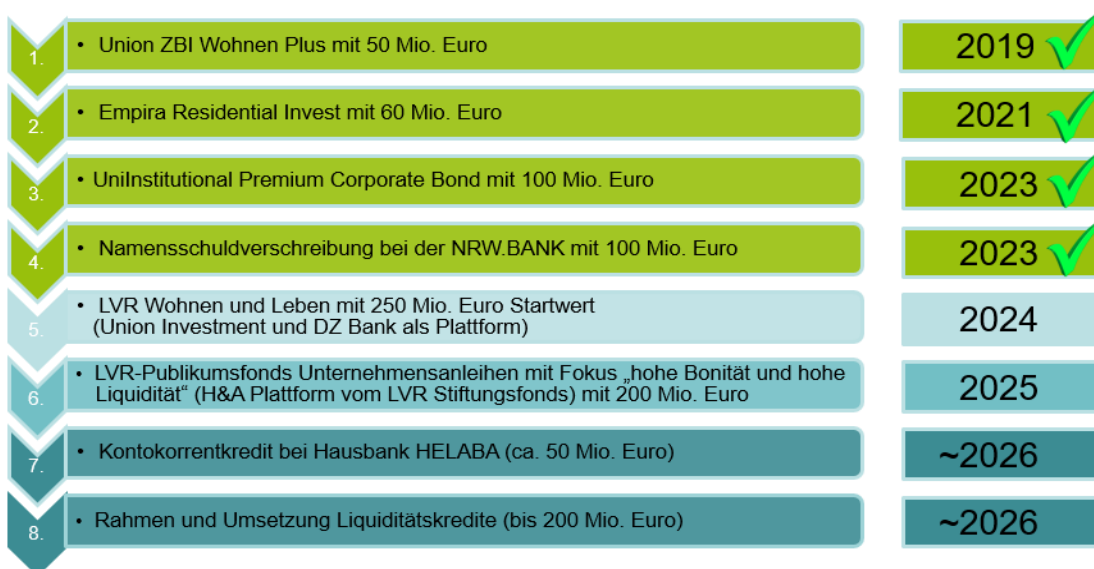 1.
• Union ZBI Wohnen Plus mit 50 Mio. Euro
2019
2.
• Empira Residential Invest mit 60 Mio. Euro
2021
3.
• UniInstitutional Premium Corporate Bond mit 100 Mio. Euro
2023
4.
• Namensschuldverschreibung bei der NRW.BANK mit 100 Mio. Euro
2023
5.
• LVR Wohnen und Leben mit 250 Mio. Euro Startwert
(Union Investment und DZ Bank als Plattform)
2024
6.
• LVR-Publikumsfonds Unternehmensanleihen mit Fokus „hohe Bonität und hohe
Liquidität“ (H&A Plattform vom LVR Stiftungsfonds) mit 200 Mio. Euro
2025
7.
• Kontokorrentkredit bei Hausbank HELABA (ca. 50 Mio. Euro)
~2026
8.
• Rahmen und Umsetzung Liquiditätskredite (bis 200 Mio. Euro)
~2026